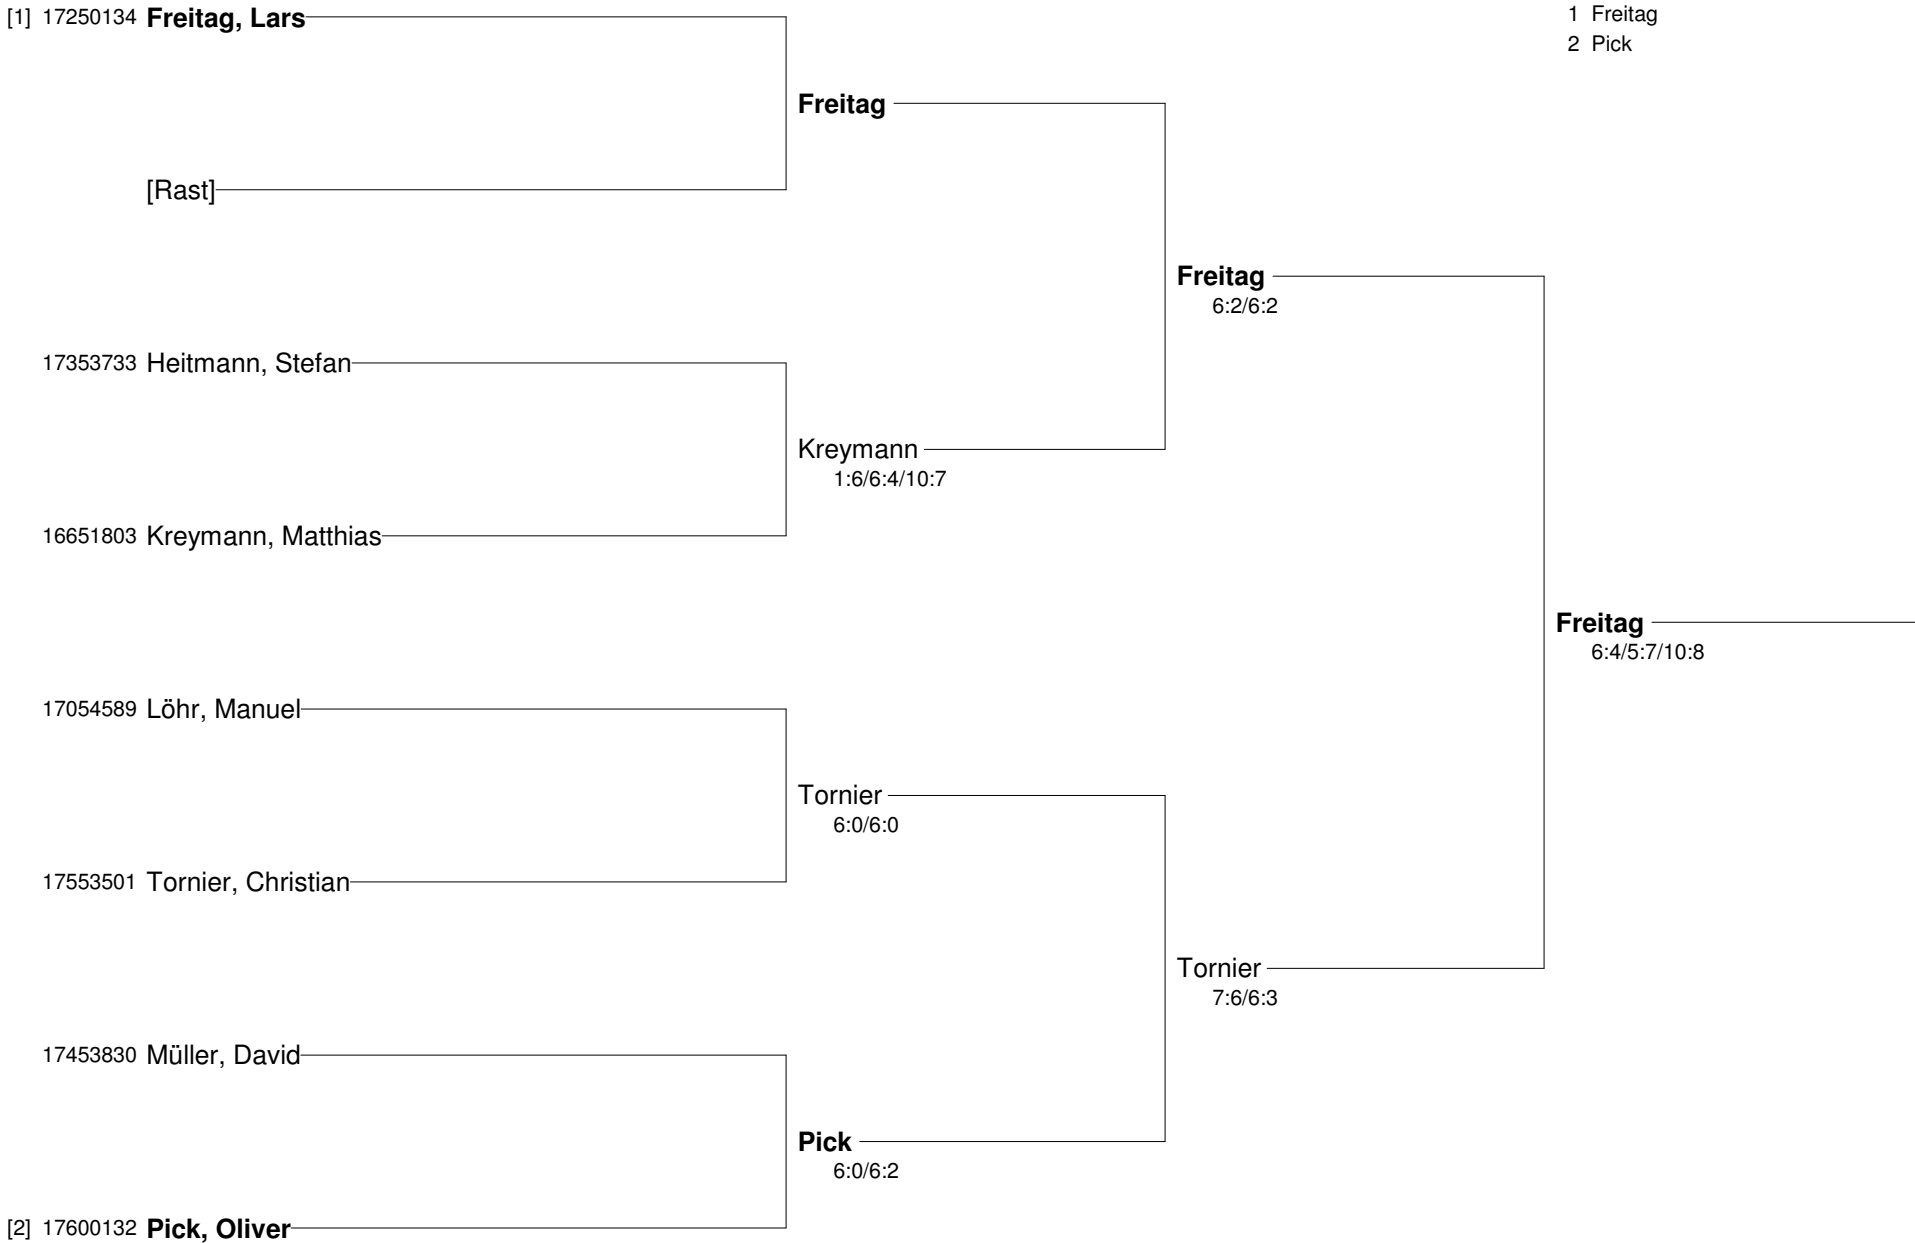 [1] 17250134 Freitag, Lars
1 Freitag
2 Pick
Freitag
[Rast]
Freitag
6:2/6:2
17353733 Heitmann, Stefan
Kreymann
1:6/6:4/10:7
16651803 Kreymann, Matthias
Freitag
6:4/5:7/10:8
17054589 Löhr, Manuel
Tornier
6:0/6:0
17553501 Tornier, Christian
Tornier
7:6/6:3
17453830 Müller, David
Pick
6:0/6:2
[2] 17600132 Pick, Oliver